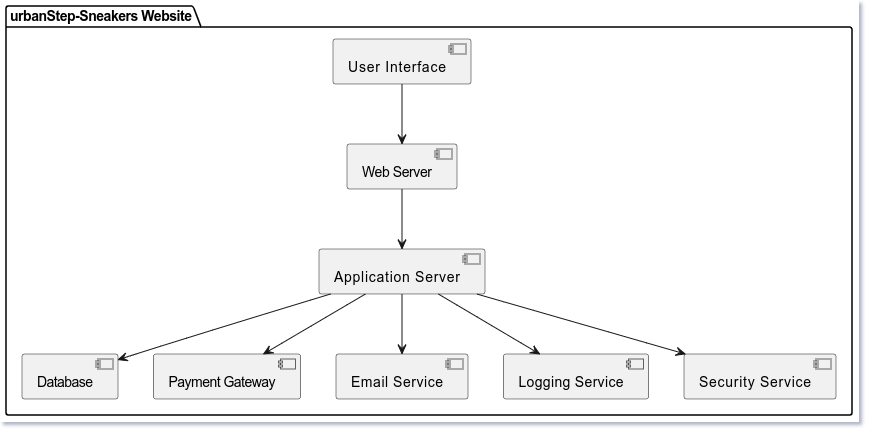 urbanStep-Sneakers Website
User Interface
Web Server
Application Server
Database
Payment Gateway
Email Service
Logging Service
Security Service